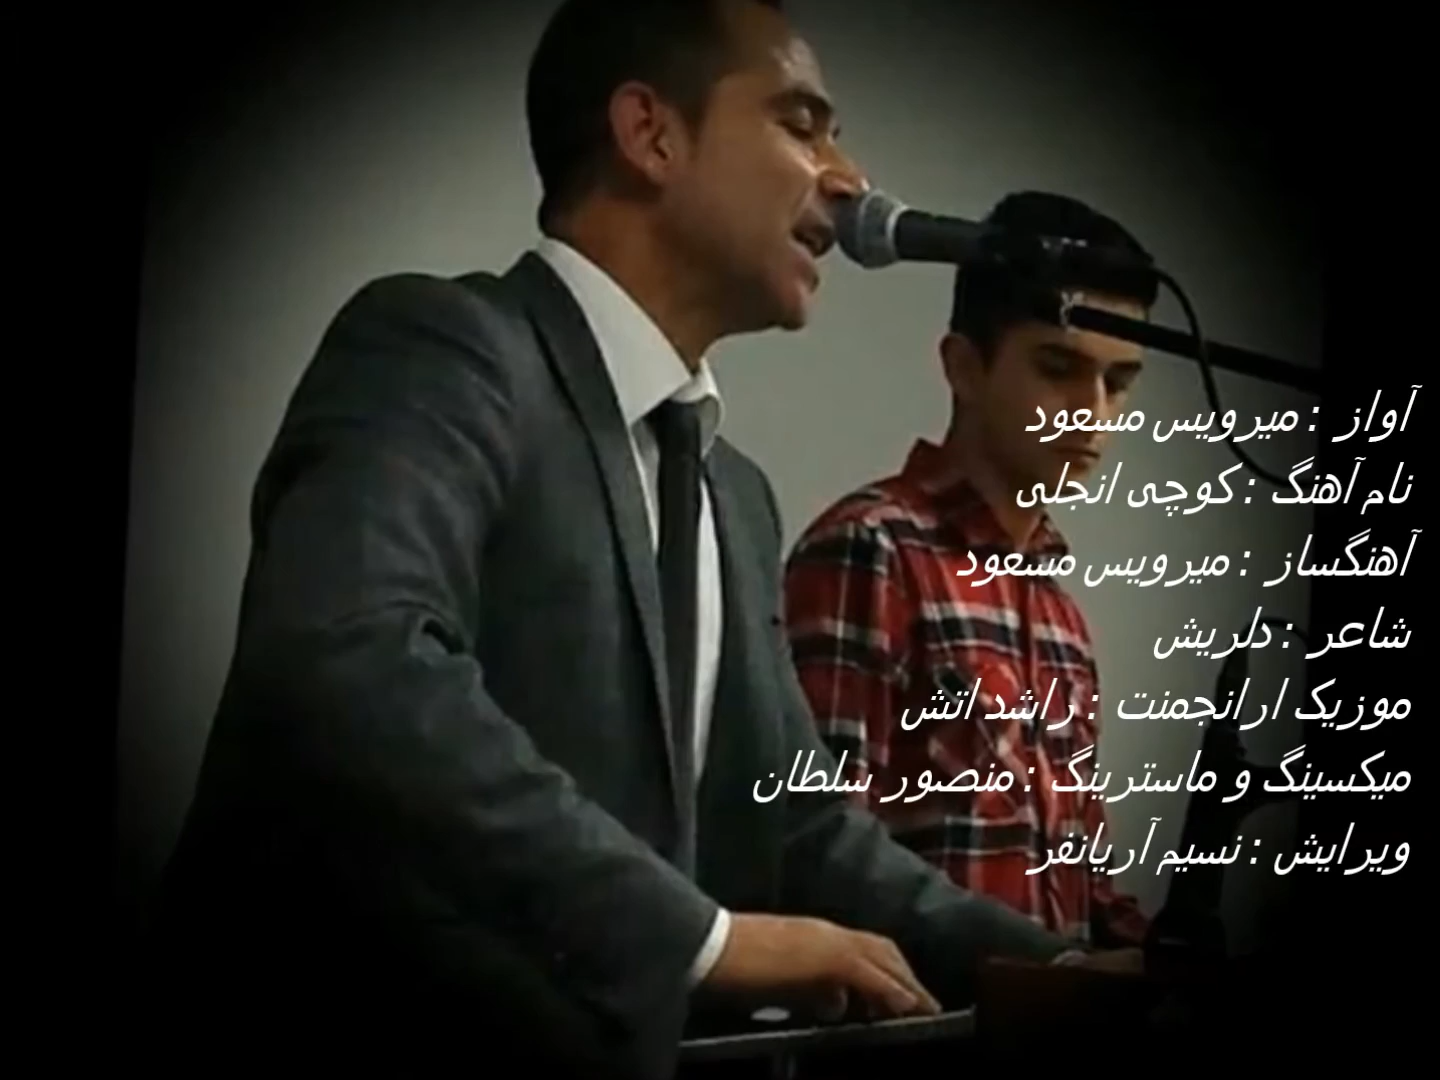 آواز : میرویس مسعود
نام آهنگ : کوچی انجلی
آهنگساز : میرویس مسعود
شاعر : دلریش
موزیک ارانجمنت : راشد اتش
میکسینگ و ماسترینگ : منصور سلطان
ویرایش : نسیم آریانفر